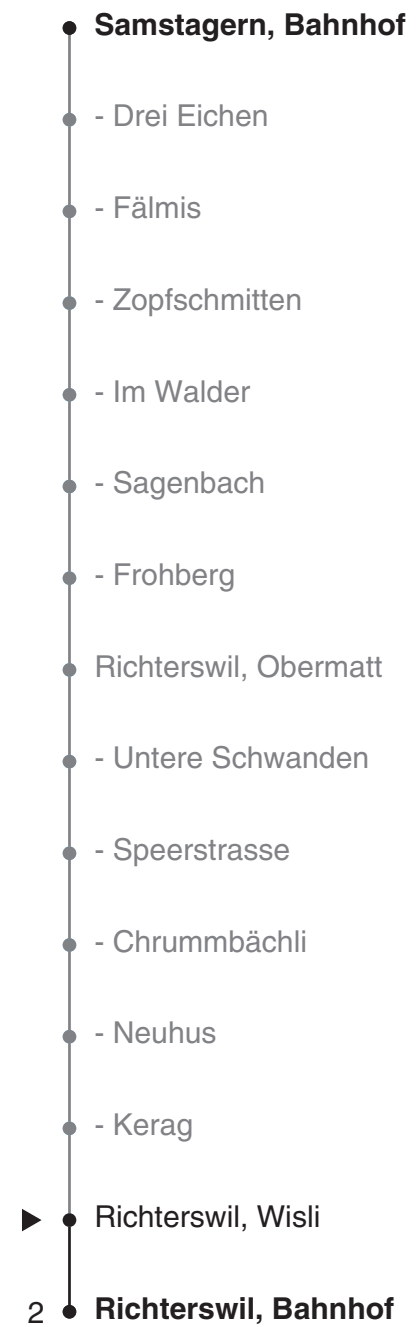 Samstagern, Bahnhof
- Drei Eichen
- Fälmis
- Zopfschmitten
- Im Walder
- Sagenbach
- Frohberg
Richterswil, Obermatt
- Untere Schwanden
- Speerstrasse
- Chrummbächli
- Neuhus
- Kerag
Richterswil, Wisli
2 Richterswil, Bahnhof